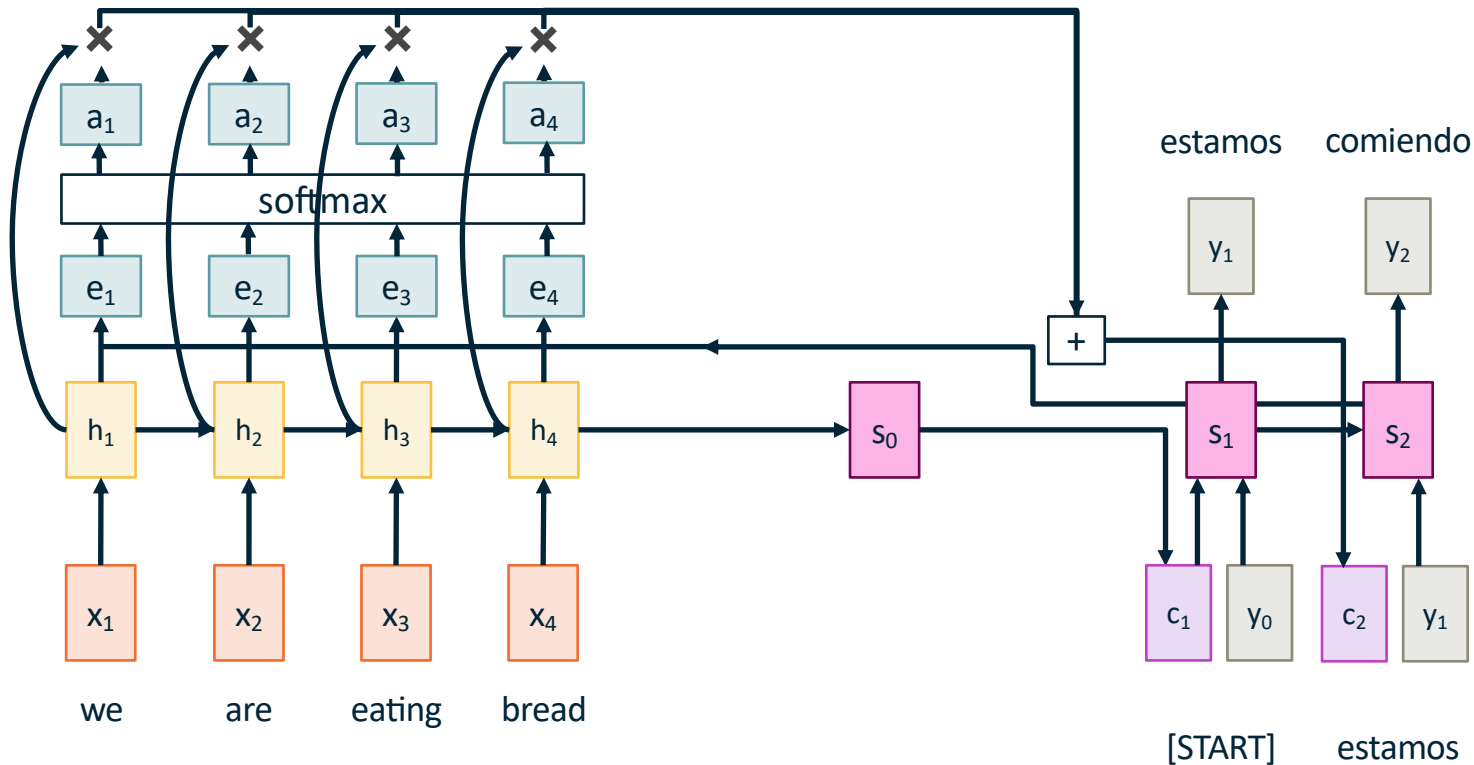 a₁ a₂ a₃ a₄
estamos comiendo
softmax
y₁ y₂
e₁ e₂ e₃ e₄
+
h₁ h₂ h₃ h₄ s₀ s₁ s₂
x₁ x₂ x₃ x₄ c₁ y₀ c₂ y₁
we are eating bread
[START] estamos